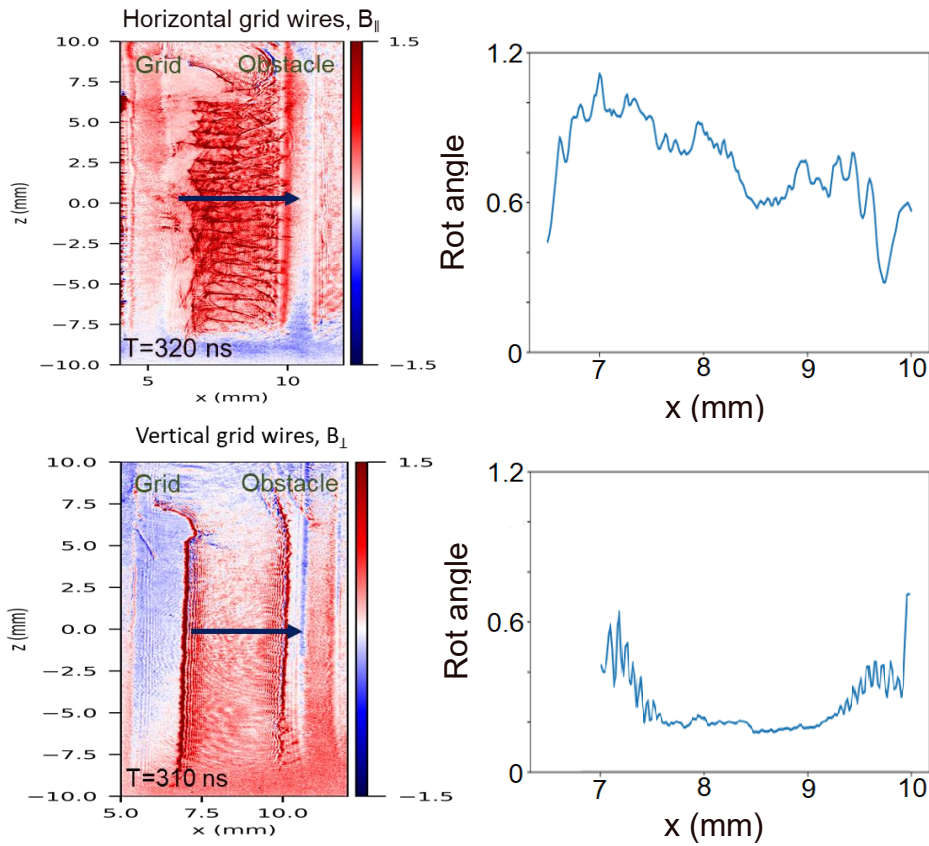 Horizontal grid wires, B∥
10.0
7.5
5.0
2.5
0.0
−2.5
−5.0
−7.5
−10.0
z (mm)
Grid
Obstacle
T=320 ns
5
10
x (mm)
1.5
−1.5
1.2
0.6
0
Rot angle
7
8
9
10
x (mm)
Vertical grid wires, B⊥
10.0
7.5
5.0
2.5
0.0
−2.5
−5.0
−7.5
−10.0
z (mm)
Grid
Obstacle
T=310 ns
5.0
7.5
10.0
x (mm)
1.5
−1.5
1.2
0.6
0
Rot angle
7
8
9
10
x (mm)